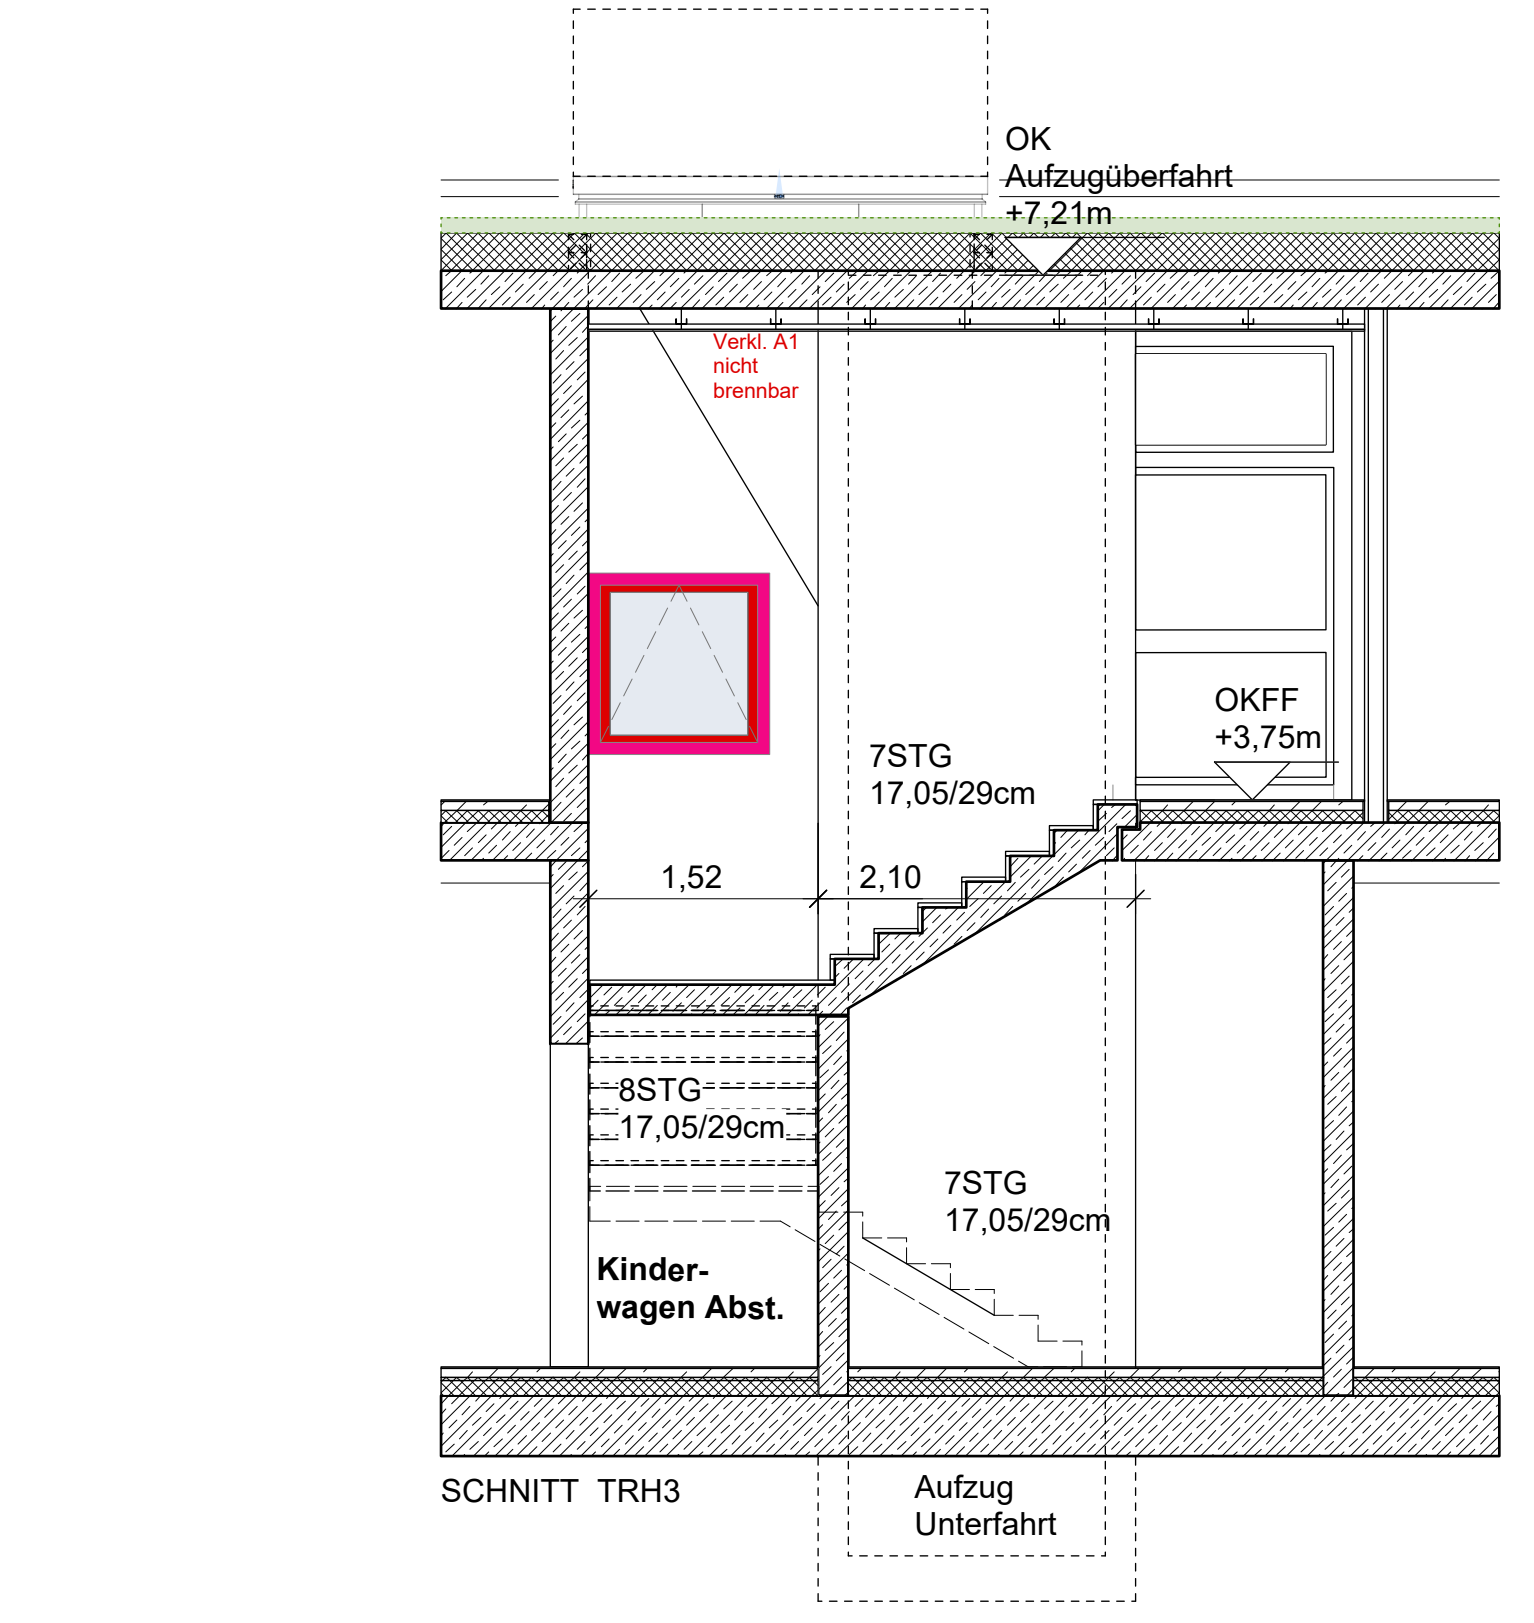 OK
Aufzugüberfahrt
+7,21m
Verkl. A1
nicht
brennbar
OKFF
+3,75m
7STG
17,05/29cm
1,52
2,10
8STG
17,05/29cm
7STG
17,05/29cm
Kinder-
wagen Abst.
SCHNITT TRH3
Aufzug
Unterfahrt